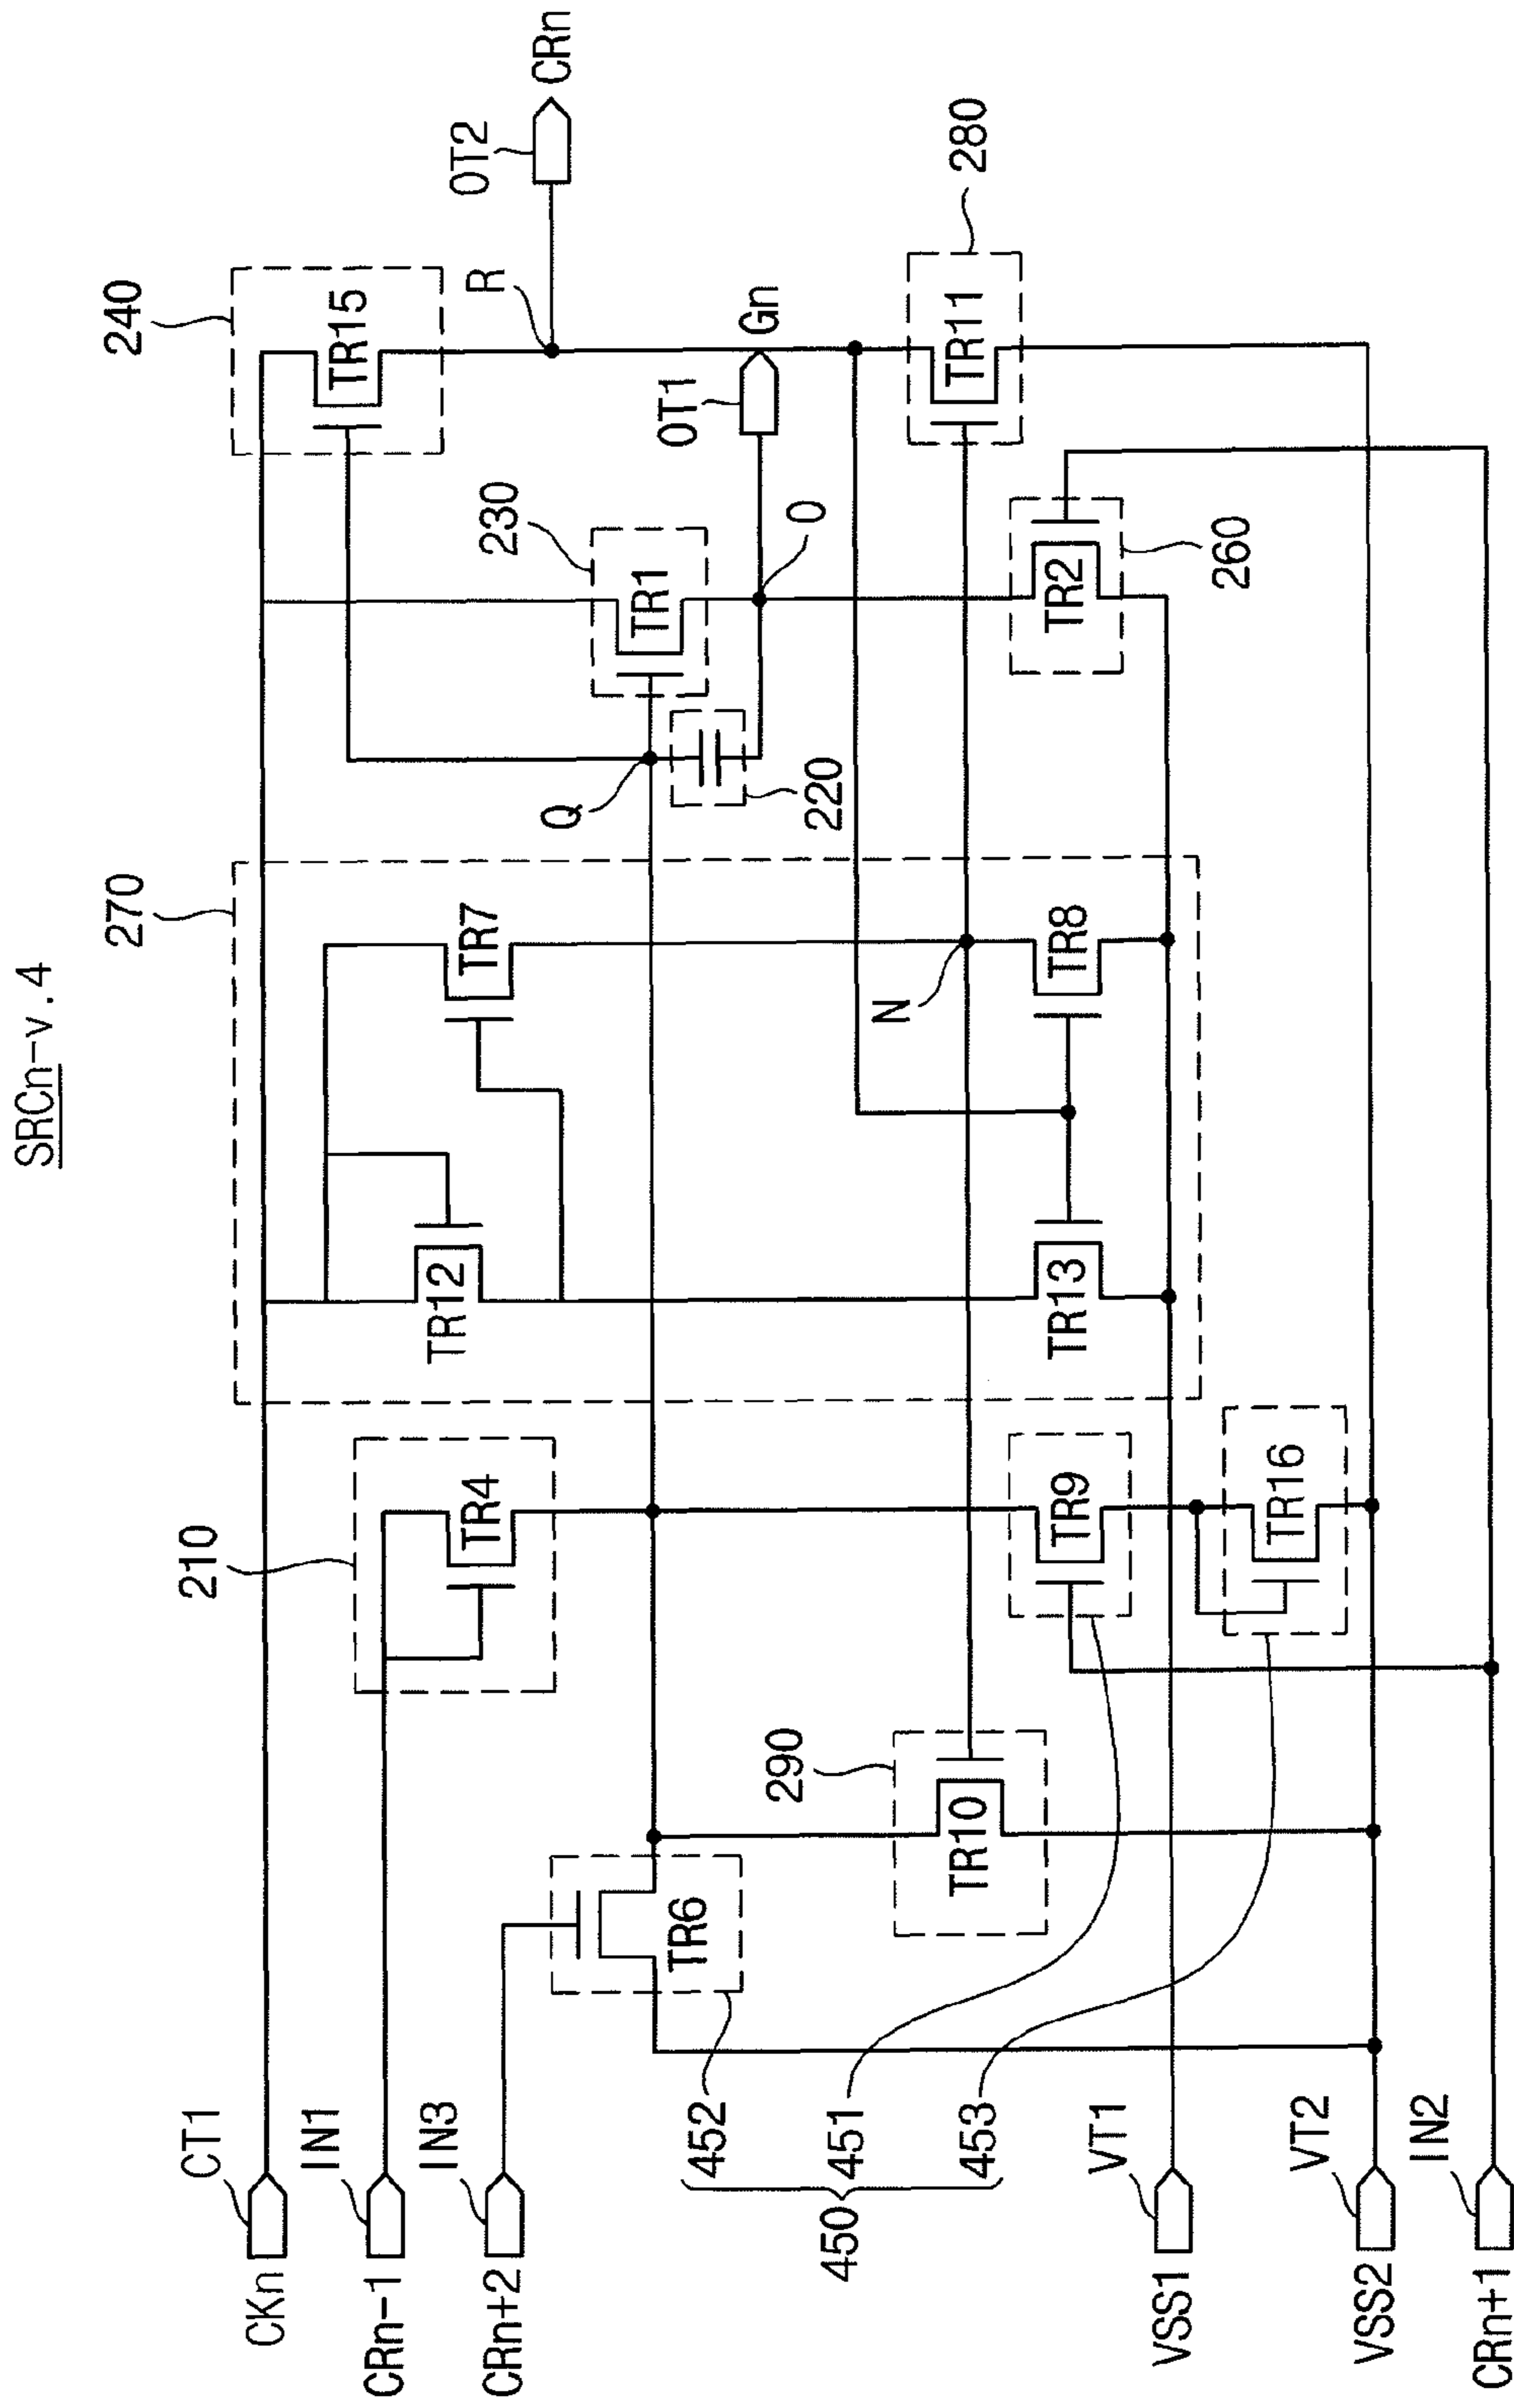 SRCn-v.4
CT1
CKn
IN1
CRn-1
IN3
CRn+2
210
TR4
270
TR12
TR7
240
TR15
R
OT2
CRn
230
TR1
Q
220
O
OT1
Gn
280
TR11
TR2
260
N
TR8
TR13
TR9
TR16
290
TR10
TR6
452
451
453
450
VT1
VSS1
VT2
VSS2
IN2
CRn+1